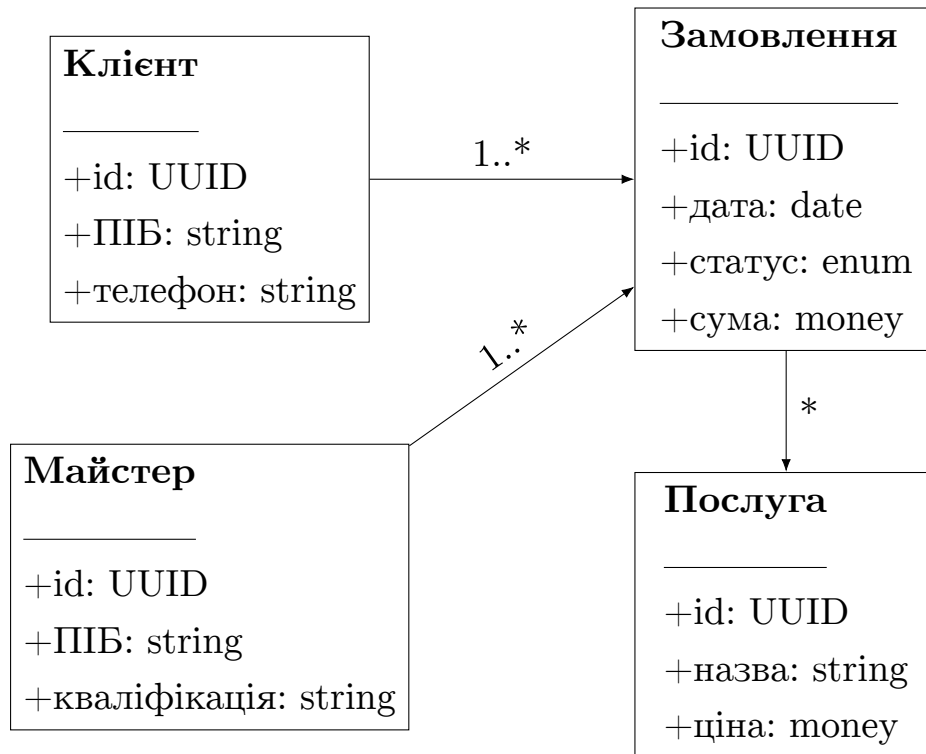 Клієнт
+id: UUID
+ПІБ: string
+телефон: string
1..*
Замовлення
+id: UUID
+дата: date
+статус: enum
+сума: money
1..*
*
Майстер
+id: UUID
+ПІБ: string
+кваліфікація: string
Послуга
+id: UUID
+назва: string
+ціна: money